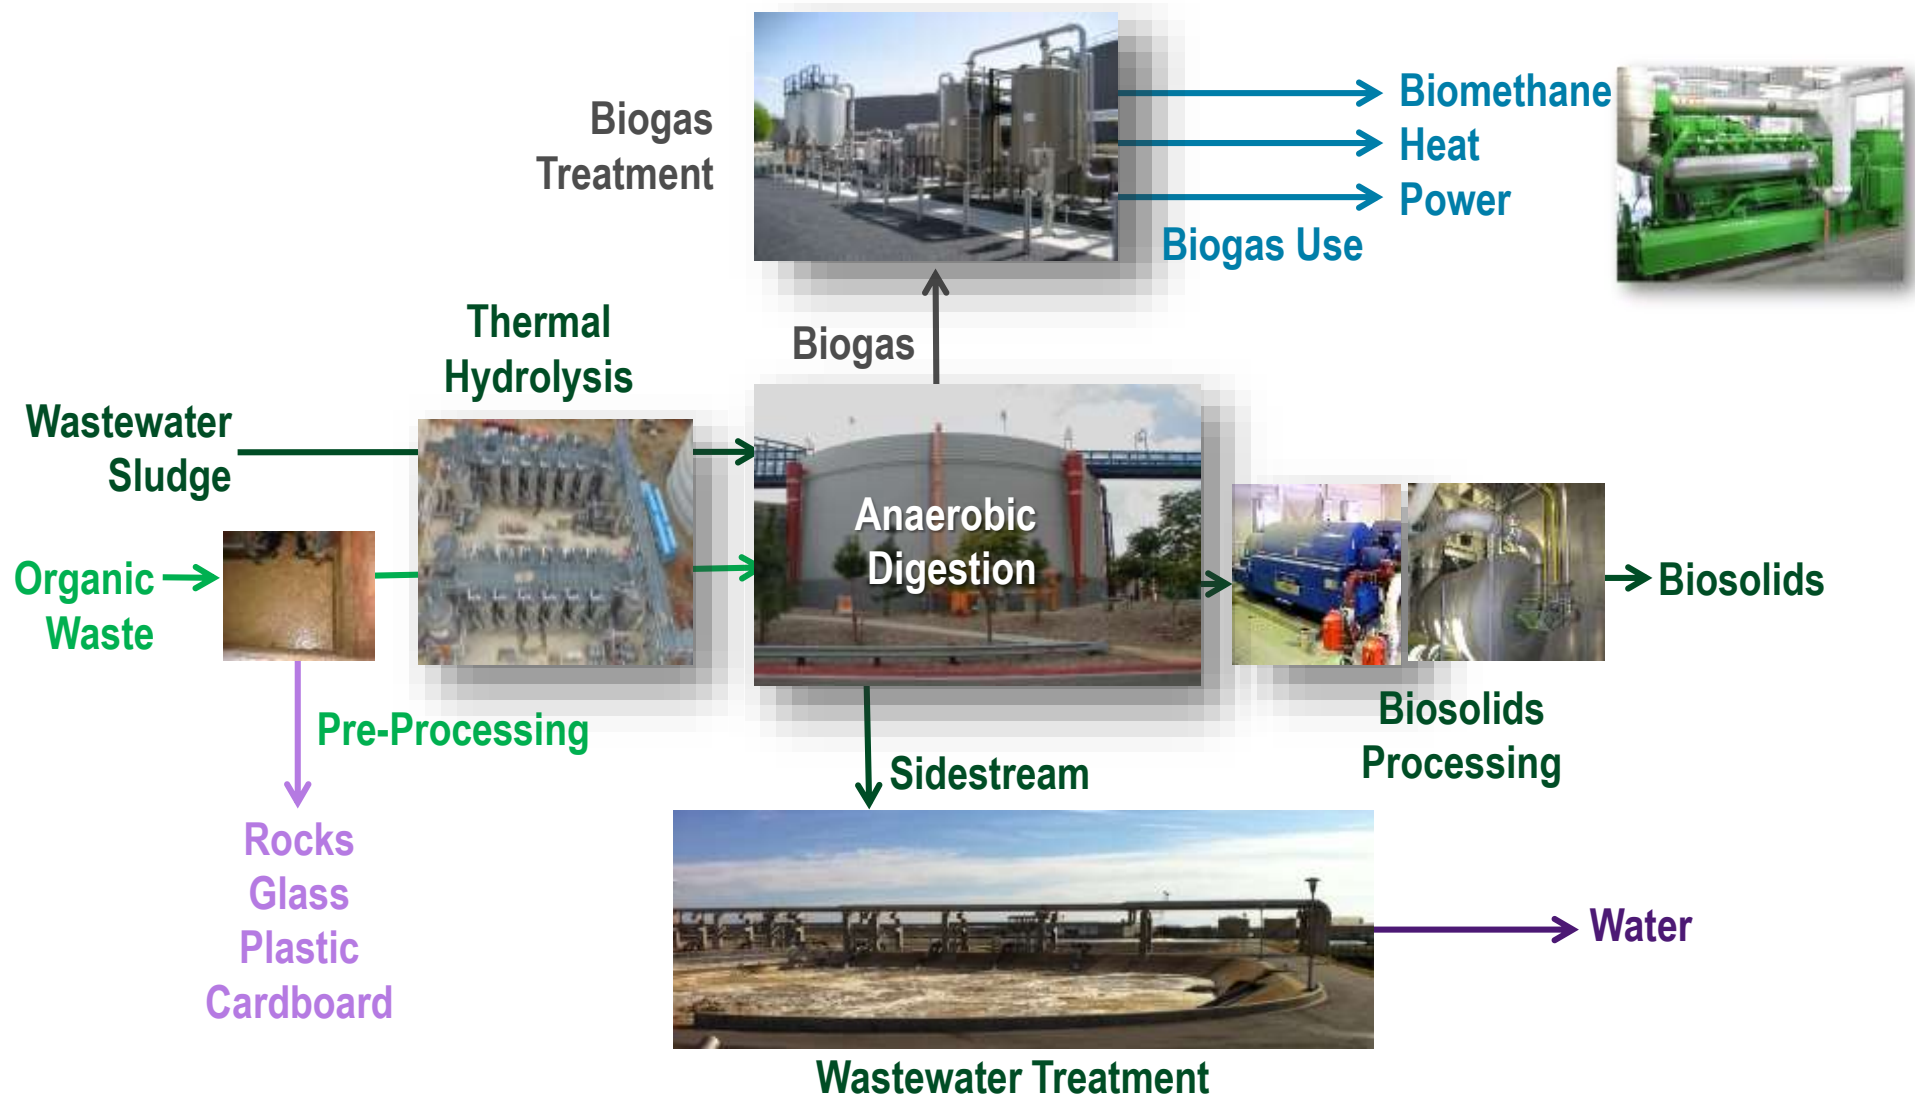 Biogas
Treatment
Biomethane
Heat
Power
Biogas Use
Thermal
Hydrolysis
Biogas
Wastewater
Sludge
Anaerobic
Digestion
Organic
Waste
Biosolids
Pre-Processing
Biosolids
Processing
Sidestream
Rocks
Glass
Plastic
Cardboard
Water
Wastewater Treatment